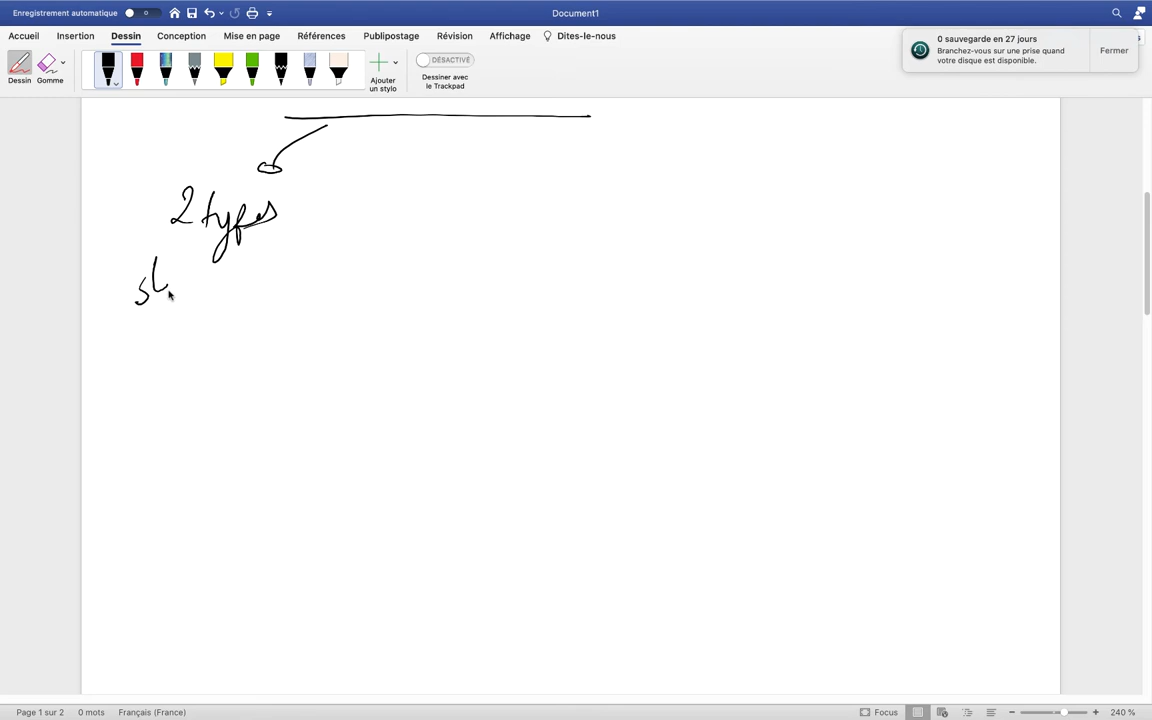 Enregistrement automatique 0 Document1
Accueil Insertion Dessin Conception Mise en page Références Publipostage Révision Affichage Dites-le-nous
0 sauvegarde en 27 jours
Branchez-vous sur une prise quand
votre disque est disponible.
Fermer
Dessin Gomme Ajouter
un stylo
DÉSACTIVÉ
Dessiner avec
le Trackpad
2 types
Page 1 sur 2 0 mots Français (France) Focus 240 %